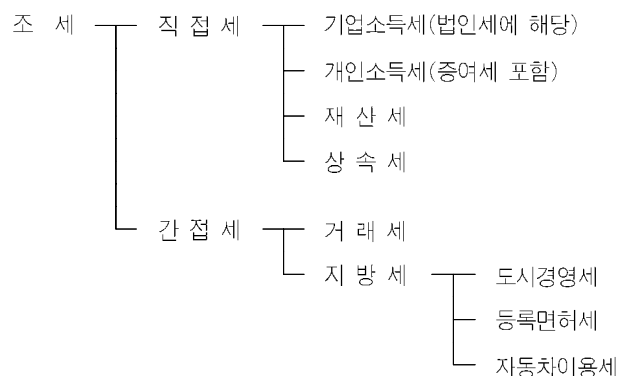 조 세 직 접 세 기업소득세(법인세에 해당)
개인소득세(증여세 포함)
재 산 세
상 속 세
간 접 세 거 래 세
지 방 세 도시경영세
등록면허세
자동차이용세